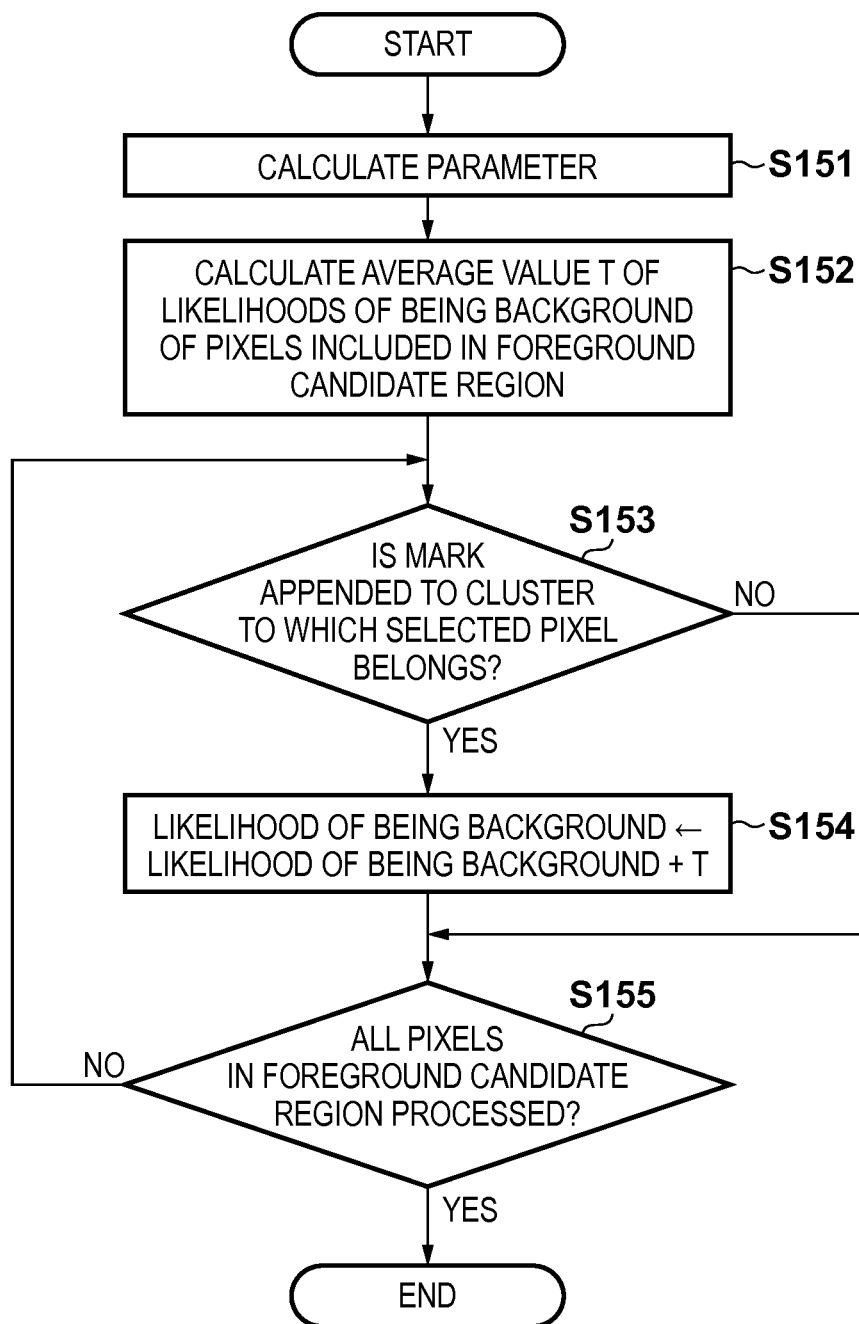 START
CALCULATE PARAMETER
S151
CALCULATE AVERAGE VALUE T OF
LIKELIHOODS OF BEING BACKGROUND
OF PIXELS INCLUDED IN FOREGROUND
CANDIDATE REGION
S152
S153
IS MARK
APPENDED TO CLUSTER
TO WHICH SELECTED PIXEL
BELONGS?
NO
YES
LIKELIHOOD OF BEING BACKGROUND ←
LIKELIHOOD OF BEING BACKGROUND + T
S154
S155
ALL PIXELS
IN FOREGROUND CANDIDATE
REGION PROCESSED?
NO
YES
END